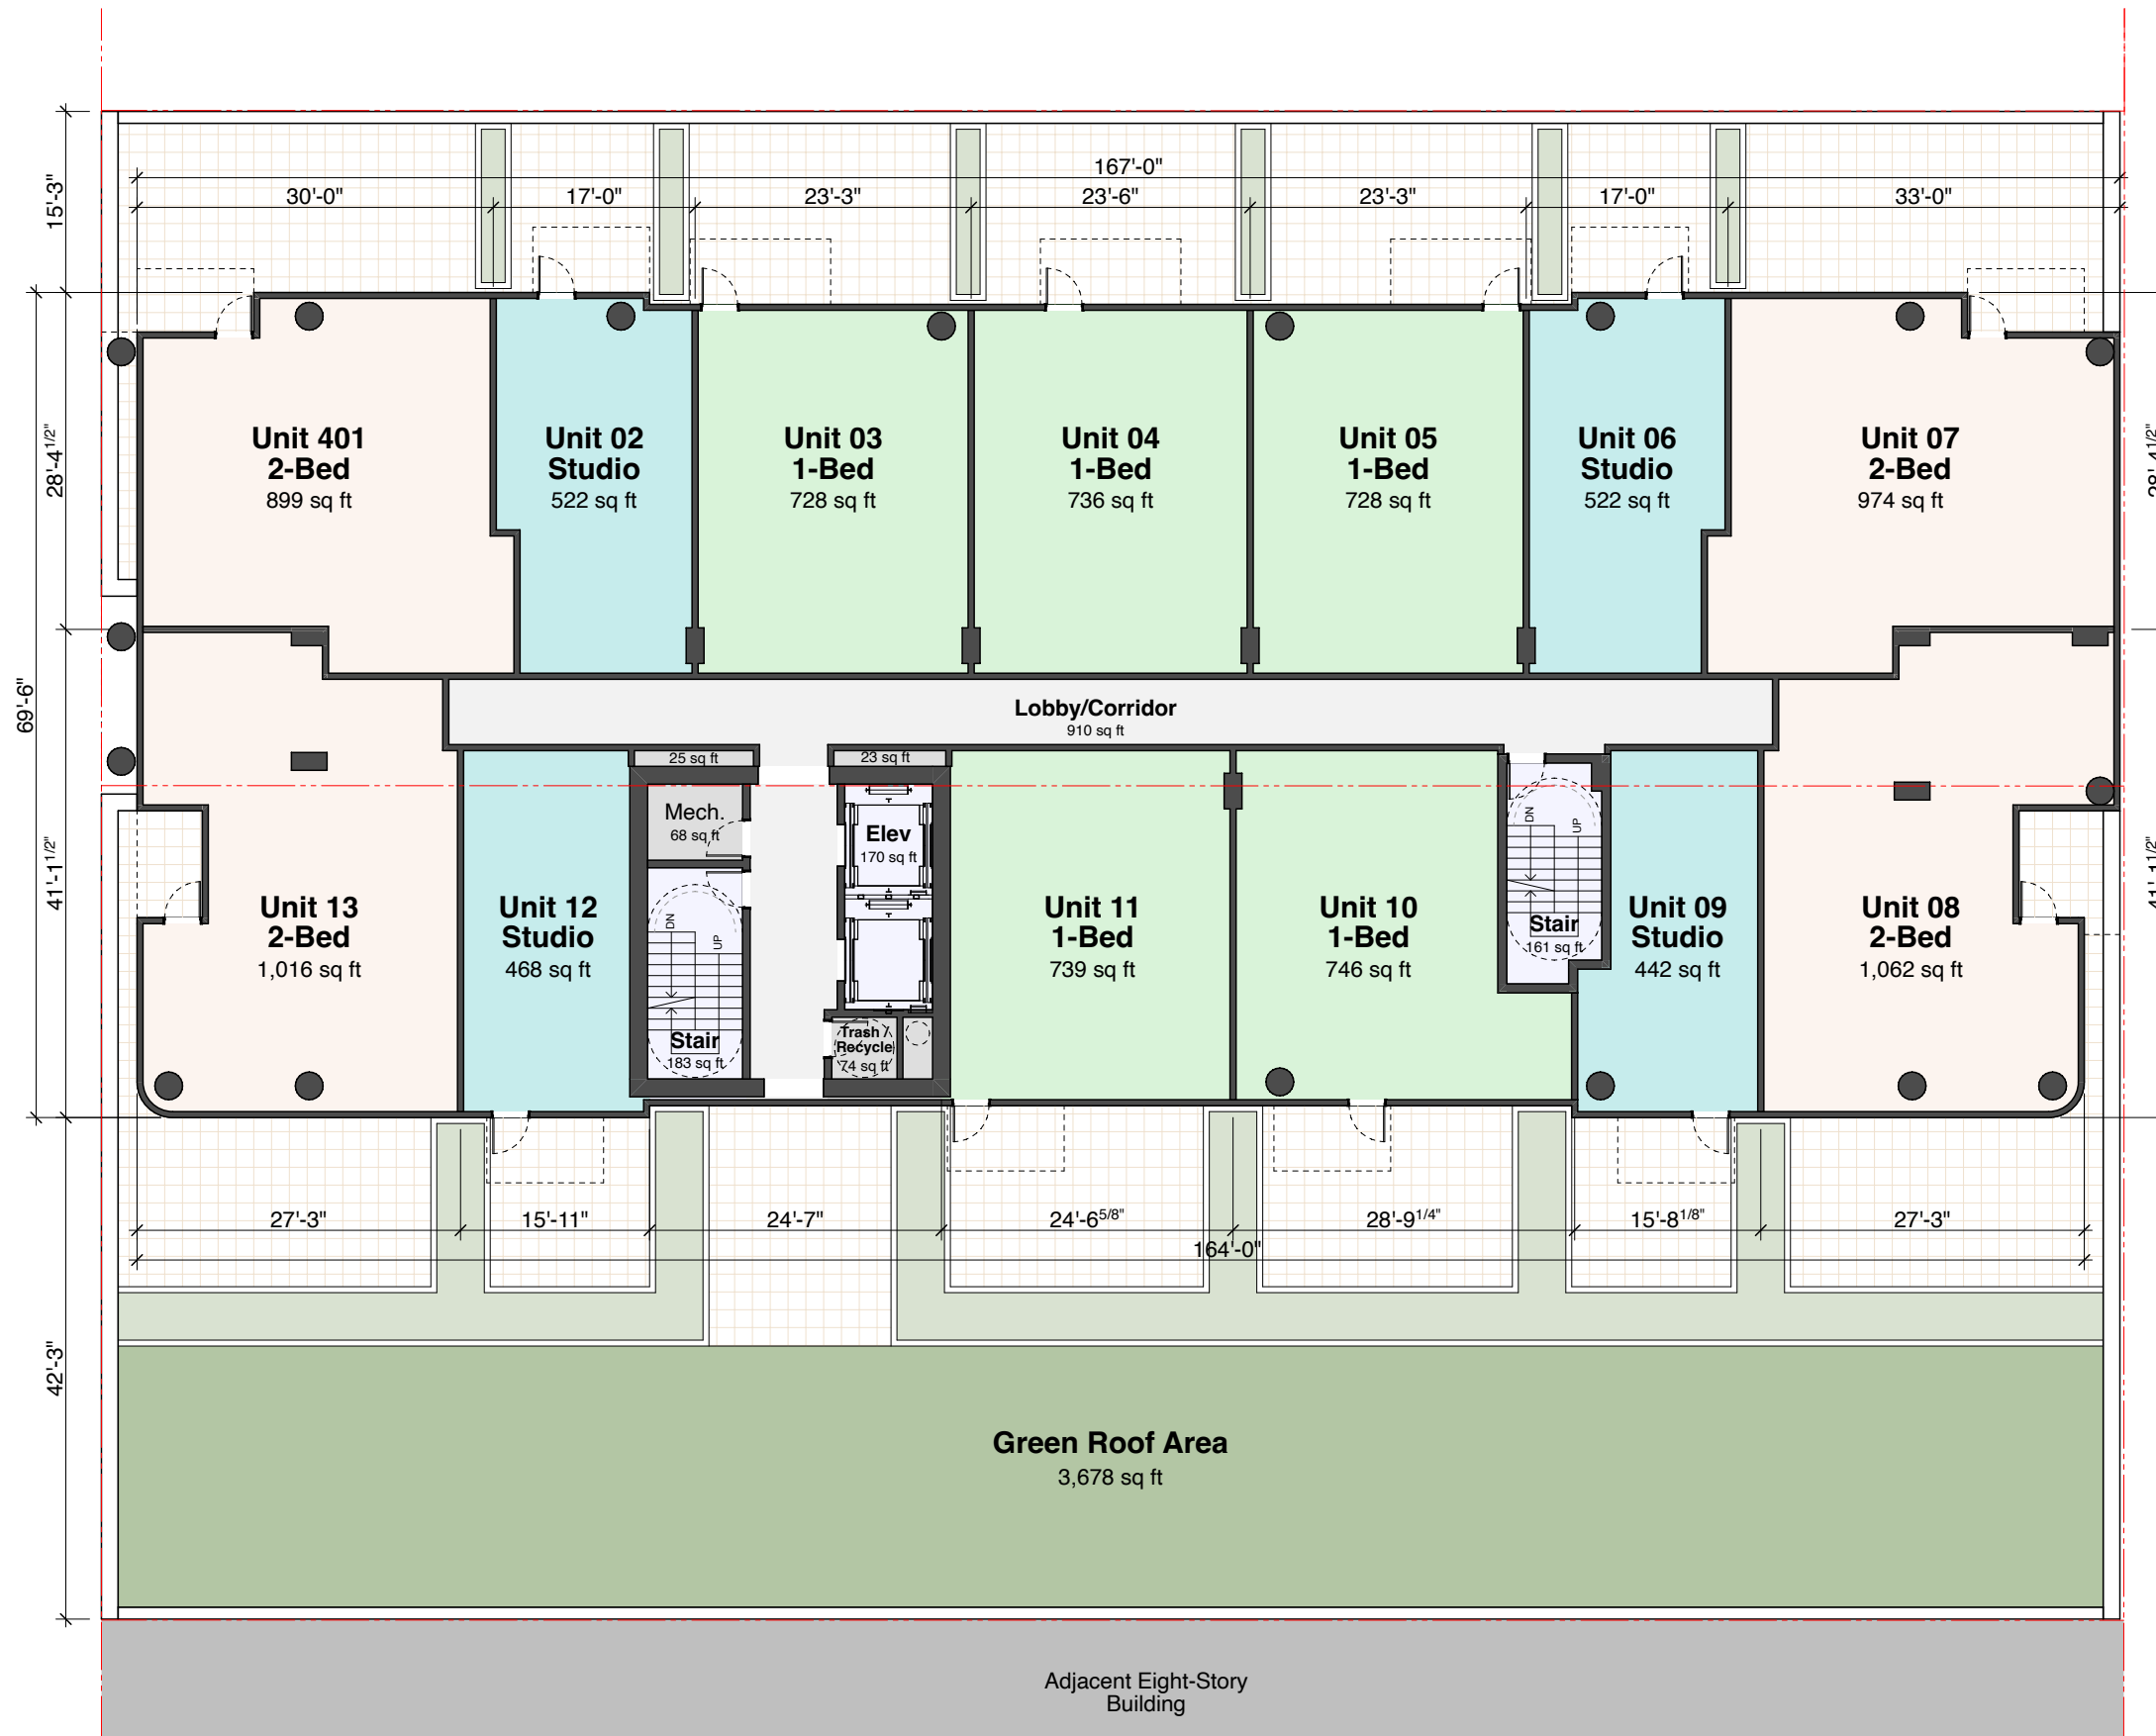 167'-0"
30'-0"
17'-0"
23'-3"
23'-6"
23'-3"
17'-0"
33'-0"
15'-3"
28'-4 1/2"
69'-6"
41'-1 1/2"
42'-3"
Unit 401
2-Bed
899 sq ft
Unit 02
Studio
522 sq ft
Unit 03
1-Bed
728 sq ft
Unit 04
1-Bed
736 sq ft
Unit 05
1-Bed
728 sq ft
Unit 06
Studio
522 sq ft
Unit 07
2-Bed
974 sq ft
Lobby/Corridor
910 sq ft
25 sq ft
23 sq ft
Mech.
68 sq ft
Elev
170 sq ft
DN
UP
Stair
183 sq ft
Trash /
Recycle
74 sq ft
DN
UP
Stair
161 sq ft
Unit 13
2-Bed
1,016 sq ft
Unit 12
Studio
468 sq ft
Unit 11
1-Bed
739 sq ft
Unit 10
1-Bed
746 sq ft
Unit 09
Studio
442 sq ft
Unit 08
2-Bed
1,062 sq ft
27'-3"
15'-11"
24'-7"
24'-6 5/8"
28'-9 1/4"
15'-8 1/8"
27'-3"
164'-0"
Green Roof Area
3,678 sq ft
Adjacent Eight-Story
Building